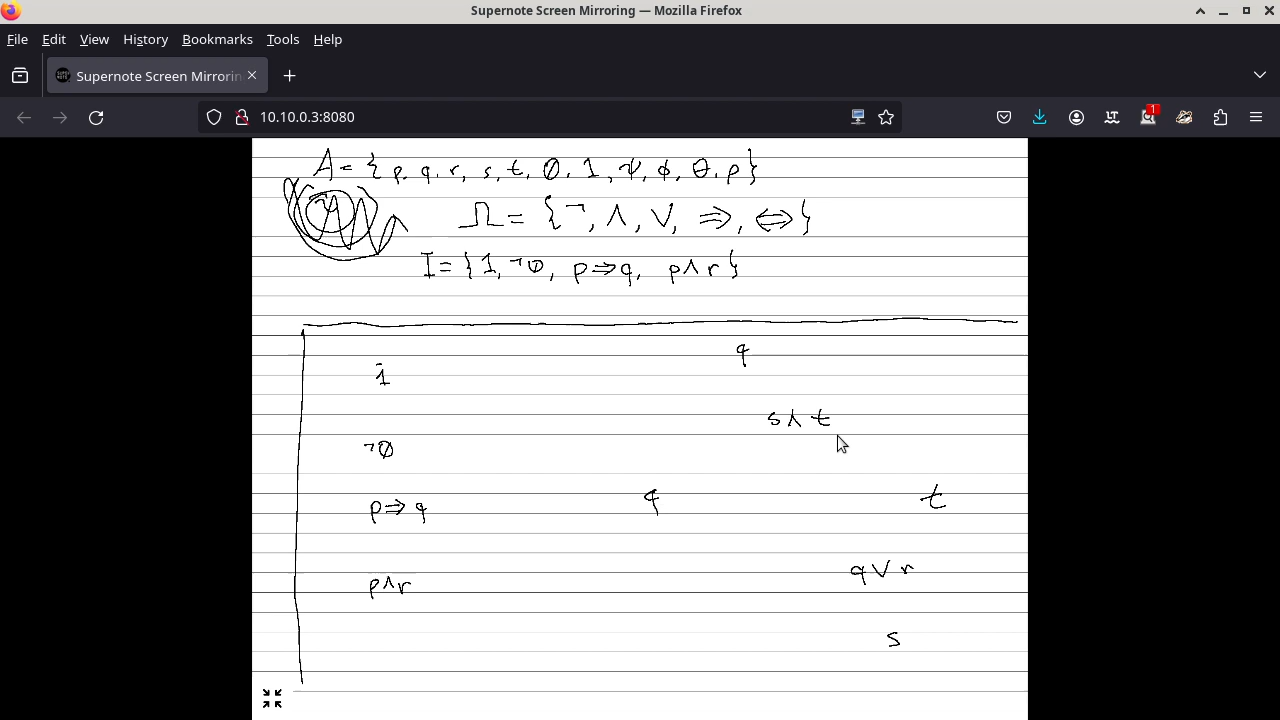 Supernote Screen Mirroring — Mozilla Firefox
File Edit View History Bookmarks Tools Help
Supernote Screen Mirrorin
10.10.0.3:8080
1
A = { p, q, r, s, t, 0, 1, ψ, ϕ, θ, ρ }
Ω = { ¬, ∧, ∨, ⇒, ⇔ }
I = { 1, ¬0, p⇒q, p∧r }
q
1
s∧t
¬0
p⇒q q t
q∨r
p∧r
s